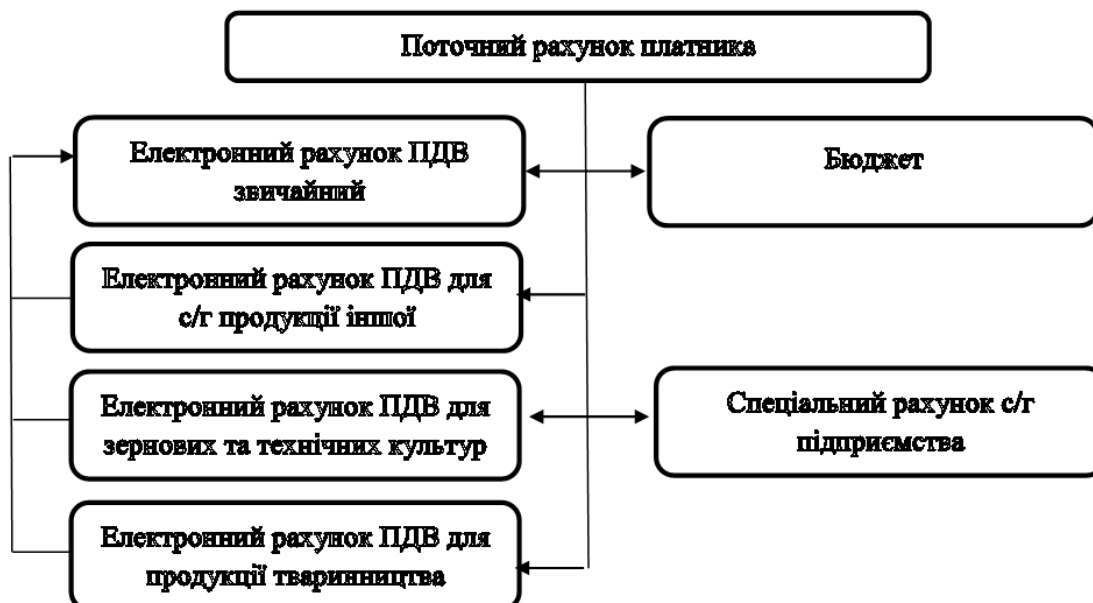 Поточний рахунок платника
Електронний рахунок ПДВ
звичайний
Бюджет
Електронний рахунок ПДВ для
с/г продукції іншої
Електронний рахунок ПДВ для
зернових та технічних культур
Спеціальний рахунок с/г
підприємства
Електронний рахунок ПДВ для
продукції тваринництва